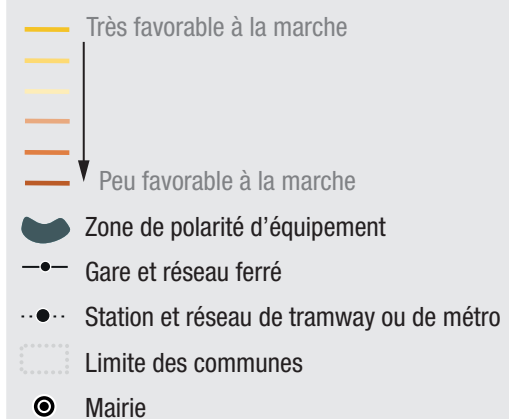 Très favorable à la marche
Peu favorable à la marche
Zone de polarité d’équipement
Gare et réseau ferré
Station et réseau de tramway ou de métro
Limite des communes
Mairie